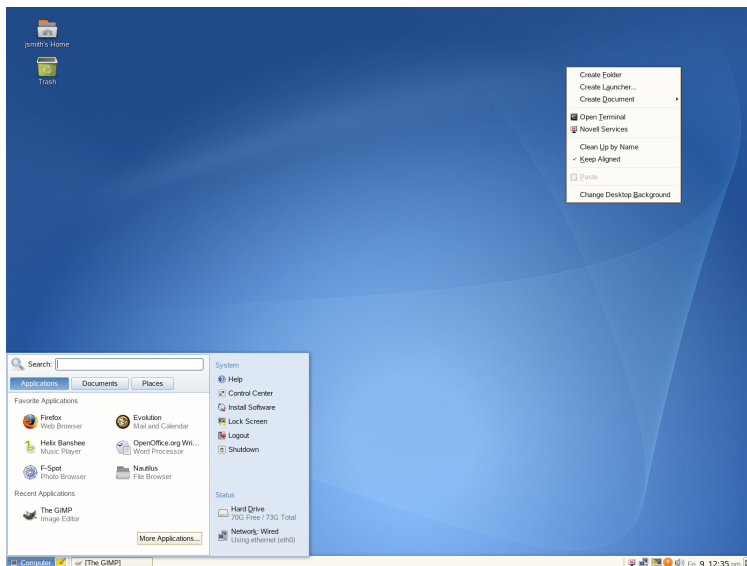 jsmith's Home
Trash
Create Folder
Create Launcher...
Create Document
Open Terminal
Novell Services
Clean Up by Name
Keep Aligned
Paste
Change Desktop Background
Search:
Applications
Documents
Places
Favorite Applications
Firefox
Web Browser
Evolution
Mail and Calendar
Helix Banshee
Music Player
OpenOffice.org Wri...
Word Processor
F-Spot
Photo Browser
Nautilus
File Browser
Recent Applications
The GIMP
Image Editor
More Applications...
System
Help
Control Center
Install Software
Lock Screen
Logout
Shutdown
Status
Hard Drive
70G Free / 73G Total
Network: Wired
Using ethernet (eth0)
Computer
[The GIMP]
Fri 9, 12:35 pm